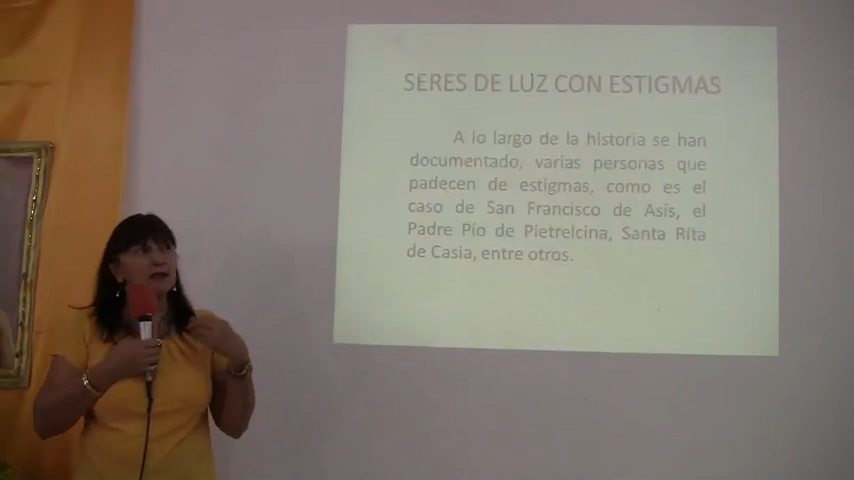 SERES DE LUZ CON ESTIGMAS
A lo largo de la historia se han
documentado, varias personas que
padecen de estigmas, como es el
caso de San Francisco de Asís, el
Padre Pío de Pietrelcina, Santa Rita
de Casia, entre otros.